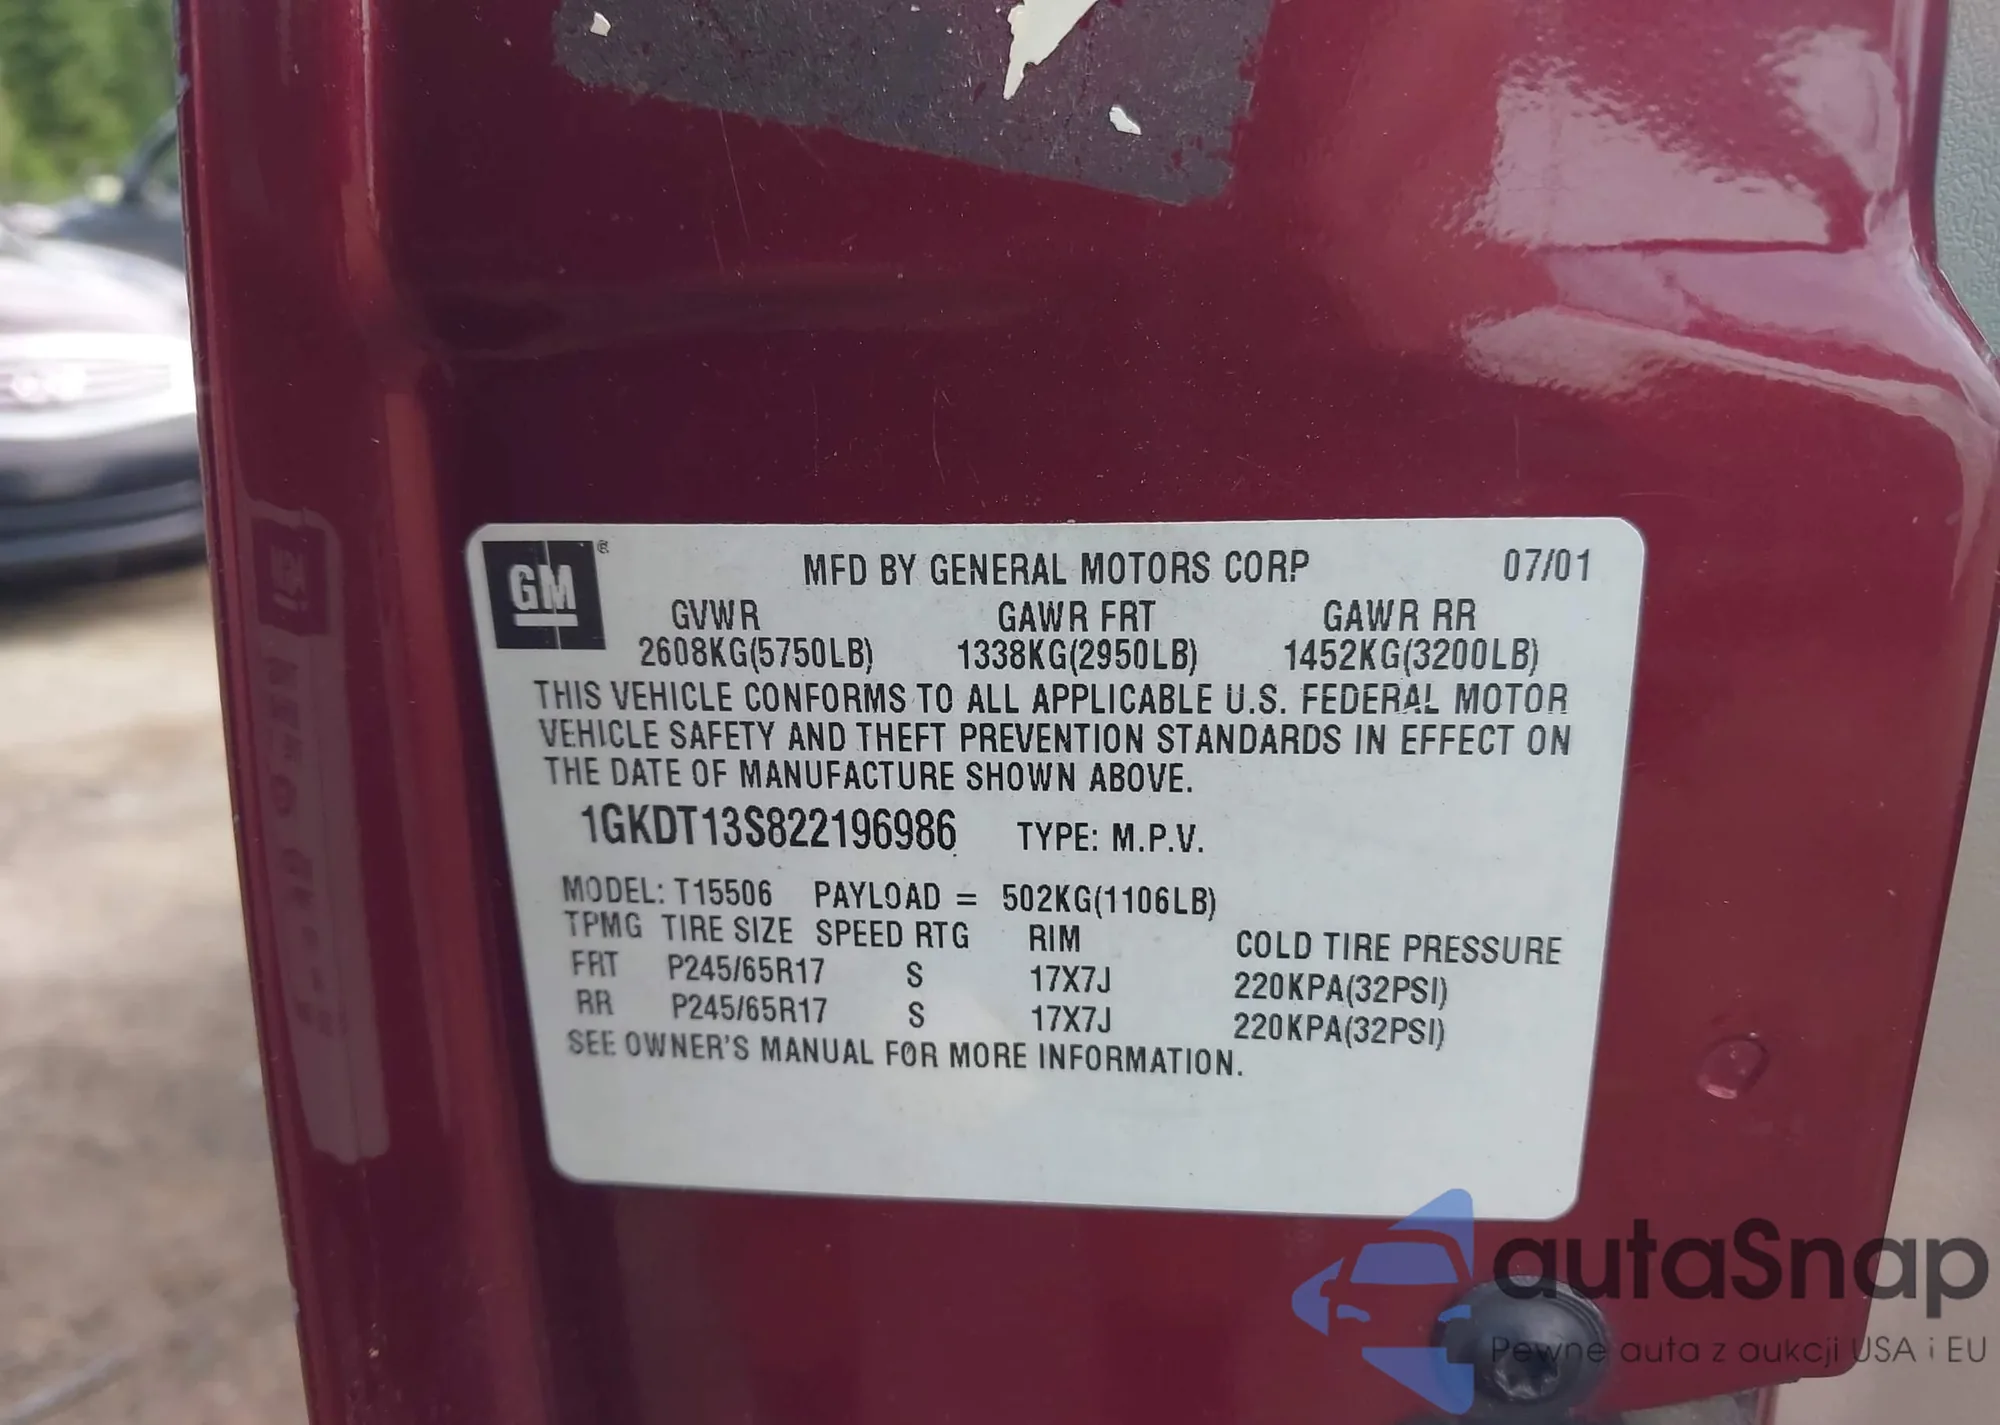 GM ® MFD BY GENERAL MOTORS CORP 07/01
GVWR GAWR FRT GAWR RR
2608KG(5750LB) 1338KG(2950LB) 1452KG(3200LB)
THIS VEHICLE CONFORMS TO ALL APPLICABLE U.S. FEDERAL MOTOR
VEHICLE SAFETY AND THEFT PREVENTION STANDARDS IN EFFECT ON
THE DATE OF MANUFACTURE SHOWN ABOVE.
1GKDT13S822196986 TYPE: M.P.V.
MODEL: T15506 PAYLOAD = 502KG(1106LB)
TPMG TIRE SIZE SPEED RTG RIM COLD TIRE PRESSURE
FRT P245/65R17 S 17X7J 220KPA(32PSI)
RR P245/65R17 S 17X7J 220KPA(32PSI)
SEE OWNER'S MANUAL FOR MORE INFORMATION.
autaSnap
Pewne auta z aukcji USA i EU